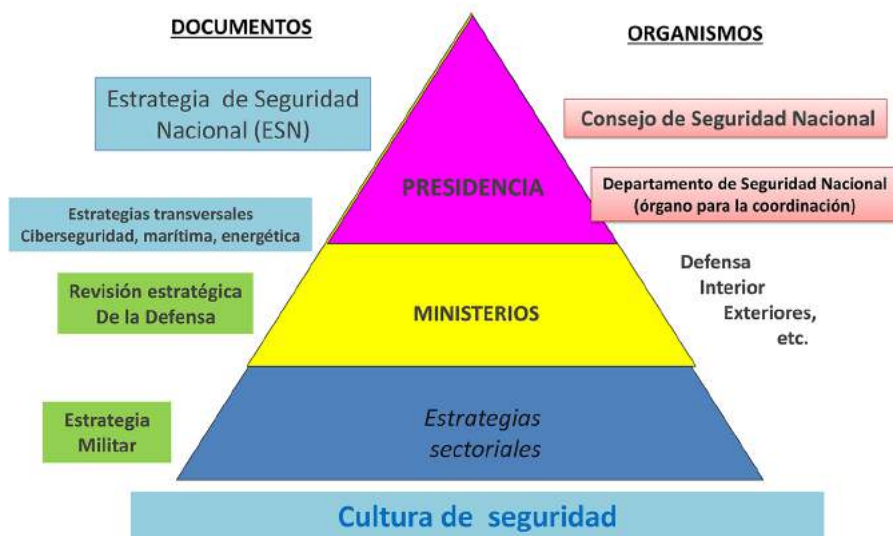 DOCUMENTOS
ORGANISMOS
Estrategia de Seguridad
Nacional (ESN)
Consejo de Seguridad Nacional
PRESIDENCIA
Departamento de Seguridad Nacional
(órgano para la coordinación)
Estrategias transversales
Ciberseguridad, marítima, energética
Revisión estratégica
De la Defensa
MINISTERIOS
Defensa
Interior
Exteriores,
etc.
Estrategia
Militar
Estrategias
sectoriales
Cultura de seguridad